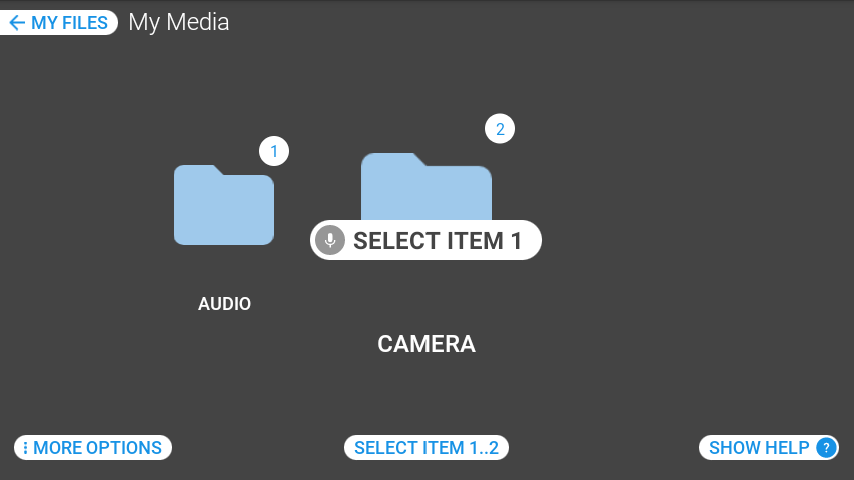 MY FILES My Media
1
2
SELECT ITEM 1
AUDIO
CAMERA
MORE OPTIONS SELECT ITEM 1..2 SHOW HELP ?